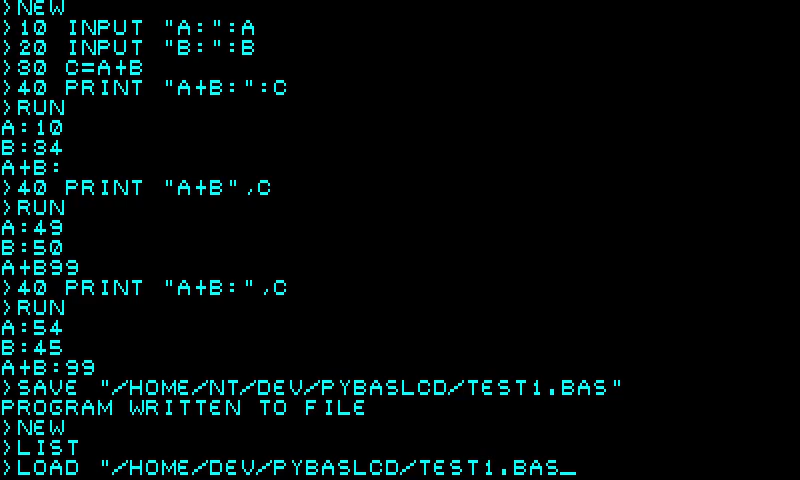 >NEW
>10 INPUT "A:":A
>20 INPUT "B:":B
>30 C=A+B
>40 PRINT "A+B:":C
>RUN
A:10
B:34
A+B:
>40 PRINT "A+B",C
>RUN
A:49
B:50
A+B99
>40 PRINT "A+B:",C
>RUN
A:54
B:45
A+B:99
>SAVE "/HOME/NT/DEV/PYBASLCD/TEST1.BAS"
PROGRAM WRITTEN TO FILE
>NEW
>LIST
>LOAD "/HOME/DEV/PYBASLCD/TEST1.BAS_